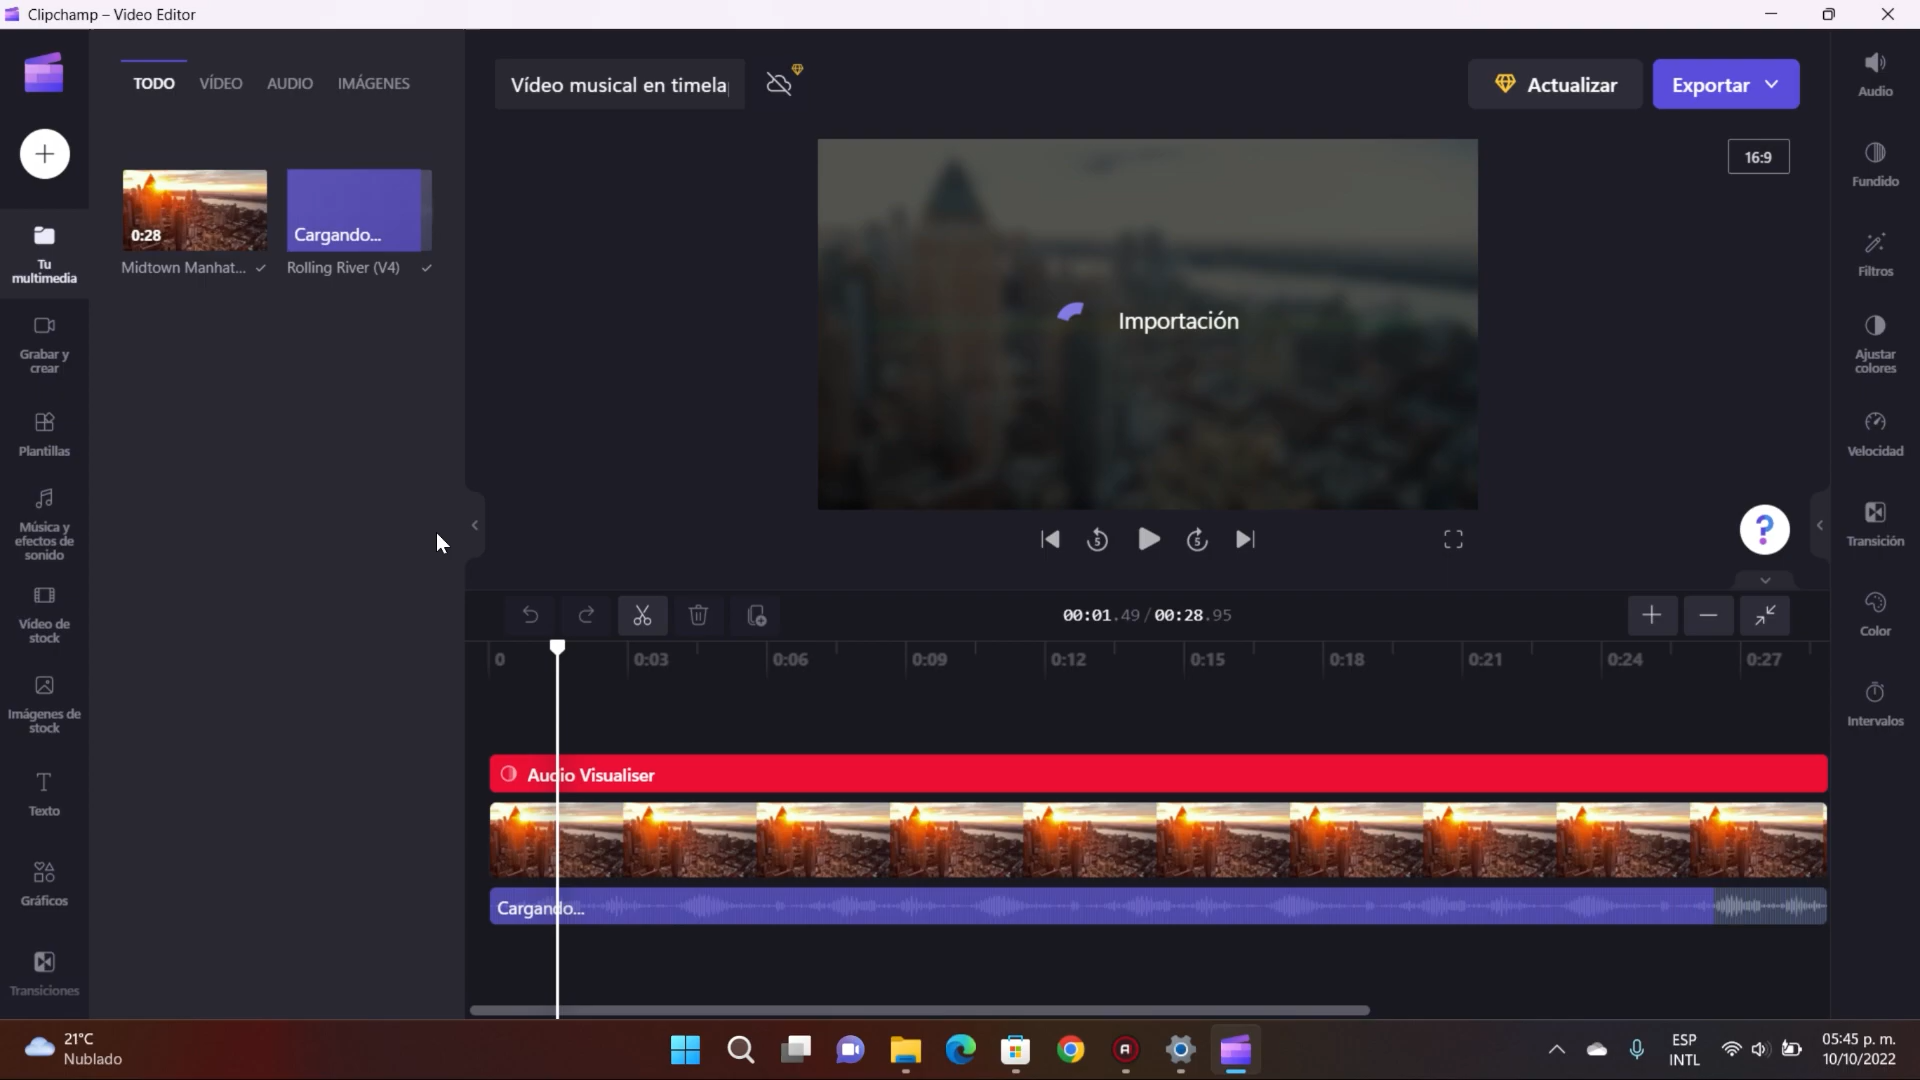 Clipchamp – Video Editor
TODO
VÍDEO
AUDIO
IMÁGENES
Vídeo musical en timela
Actualizar
Exportar
Audio
16:9
Fundido
0:28
Cargando...
Midtown Manhat...
Rolling River (V4)
Tu
multimedia
Filtros
Importación
Grabar y
crear
Ajustar
colores
Plantillas
Velocidad
Música y
efectos de
sonido
5
5
?
Transición
Vídeo de
stock
00:01.49/00:28.95
Color
0
0:03
0:06
0:09
0:12
0:15
0:18
0:21
0:24
0:27
Imágenes de
stock
Intervalos
Audio Visualiser
Texto
Gráficos
Cargando...
Transiciones
21°C
Nublado
A
ESP
INTL
05:45 p. m.
10/10/2022